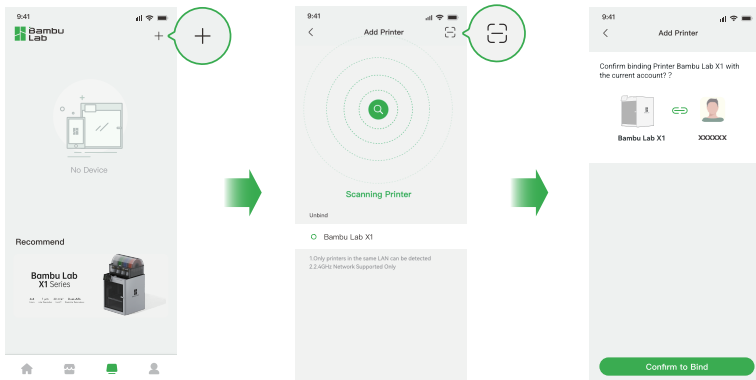 9:41
Bambu
Lab
No Device
Recommend
Bambu Lab
X1 Series
9:41
Add Printer
Scanning Printer
Unbind
Bambu Lab X1
1.Only printers in the same LAN can be detected
2.2.4GHz Network Supported Only
9:41
Add Printer
Confirm binding Printer Bambu Lab X1 with
the current account? ?
Bambu Lab X1
XXXXXX
Confirm to Bind